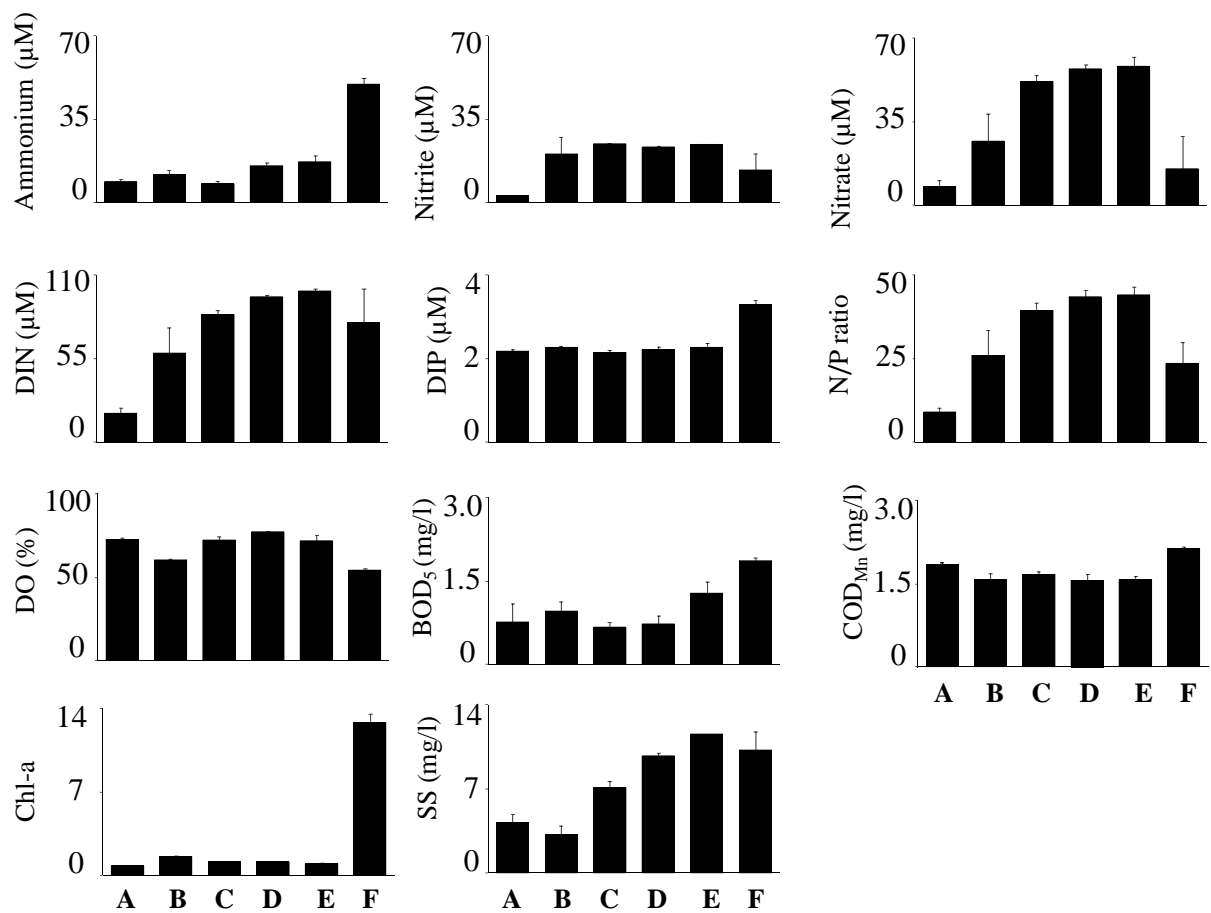 Ammonium (µM)
70
35
0
Nitrite (µM)
70
35
0
Nitrate (µM)
70
35
0
DIN (µM)
110
55
0
DIP (µM)
4
2
0
N/P ratio
50
25
0
DO (%)
100
50
0
BOD5 (mg/l)
3.0
1.5
0
CODMn (mg/l)
3.0
1.5
0
A B C D E F
Chl-a
14
7
0
A B C D E F
SS (mg/l)
14
7
0
A B C D E F